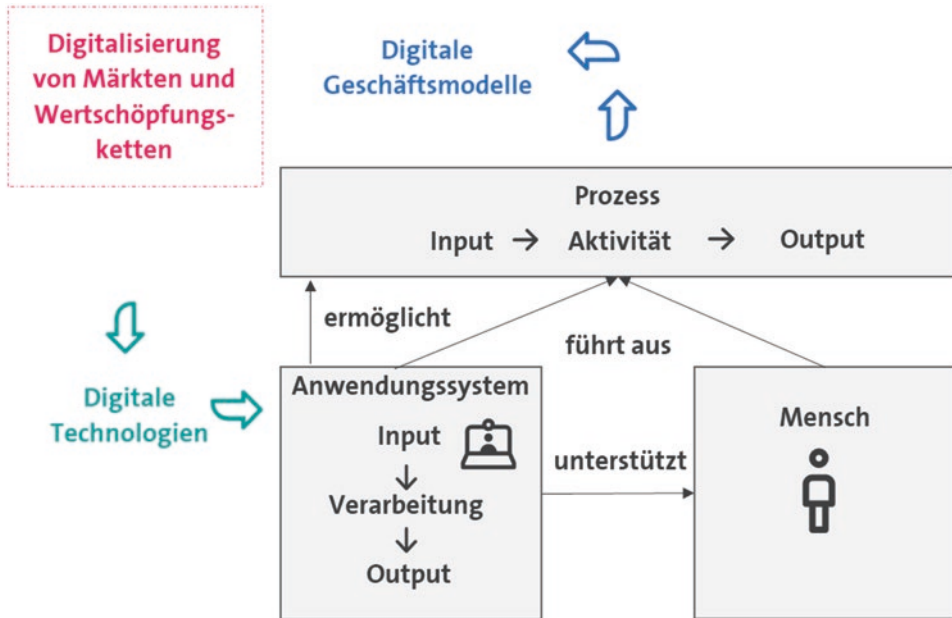 Digitalisierung
von Märkten und
Wertschöpfungs-
ketten
Digitale
Geschäftsmodelle
Prozess
Input → Aktivität → Output
ermöglicht
führt aus
Digitale
Technologien
Anwendungssystem
Input
Verarbeitung
Output
unterstützt
Mensch